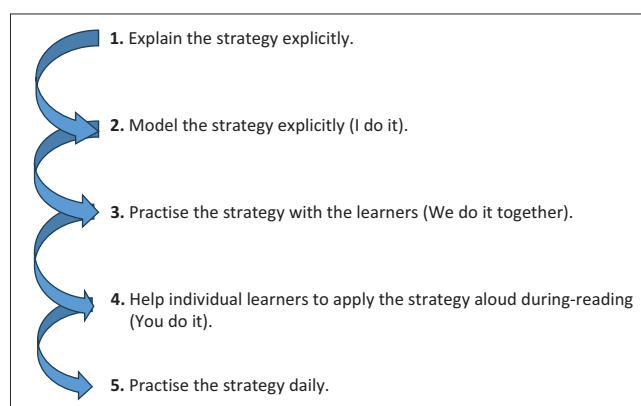 1. Explain the strategy explicitly.
2. Model the strategy explicitly (I do it).
3. Practise the strategy with the learners (We do it together).
4. Help individual learners to apply the strategy aloud during-reading
(You do it).
5. Practise the strategy daily.